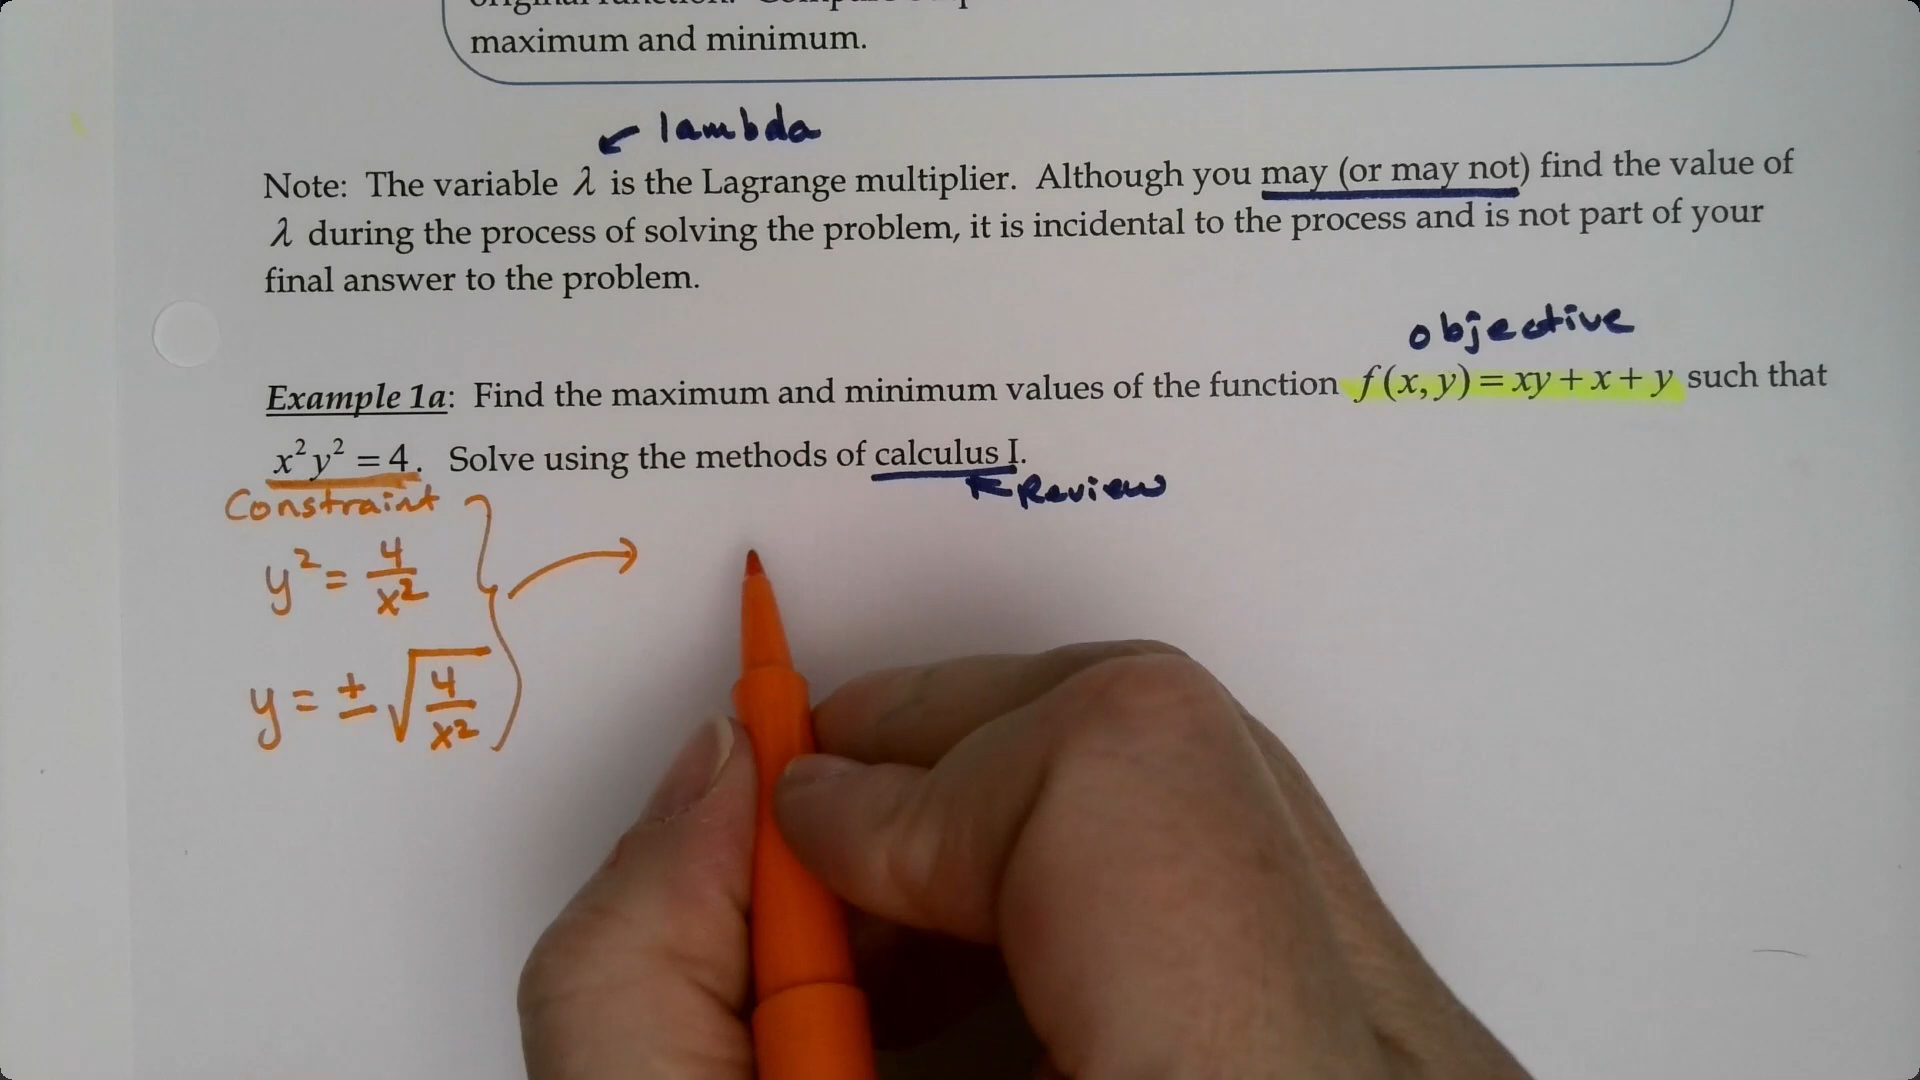 maximum and minimum.
lambda
Note: The variable λ is the Lagrange multiplier. Although you may (or may not) find the value of
λ during the process of solving the problem, it is incidental to the process and is not part of your
final answer to the problem.
objective
Example 1a: Find the maximum and minimum values of the function f(x, y) = xy + x + y such that
x²y² = 4. Solve using the methods of calculus I.
Review
Constraint
y² = 4/x²
y = ± √(4/x²)